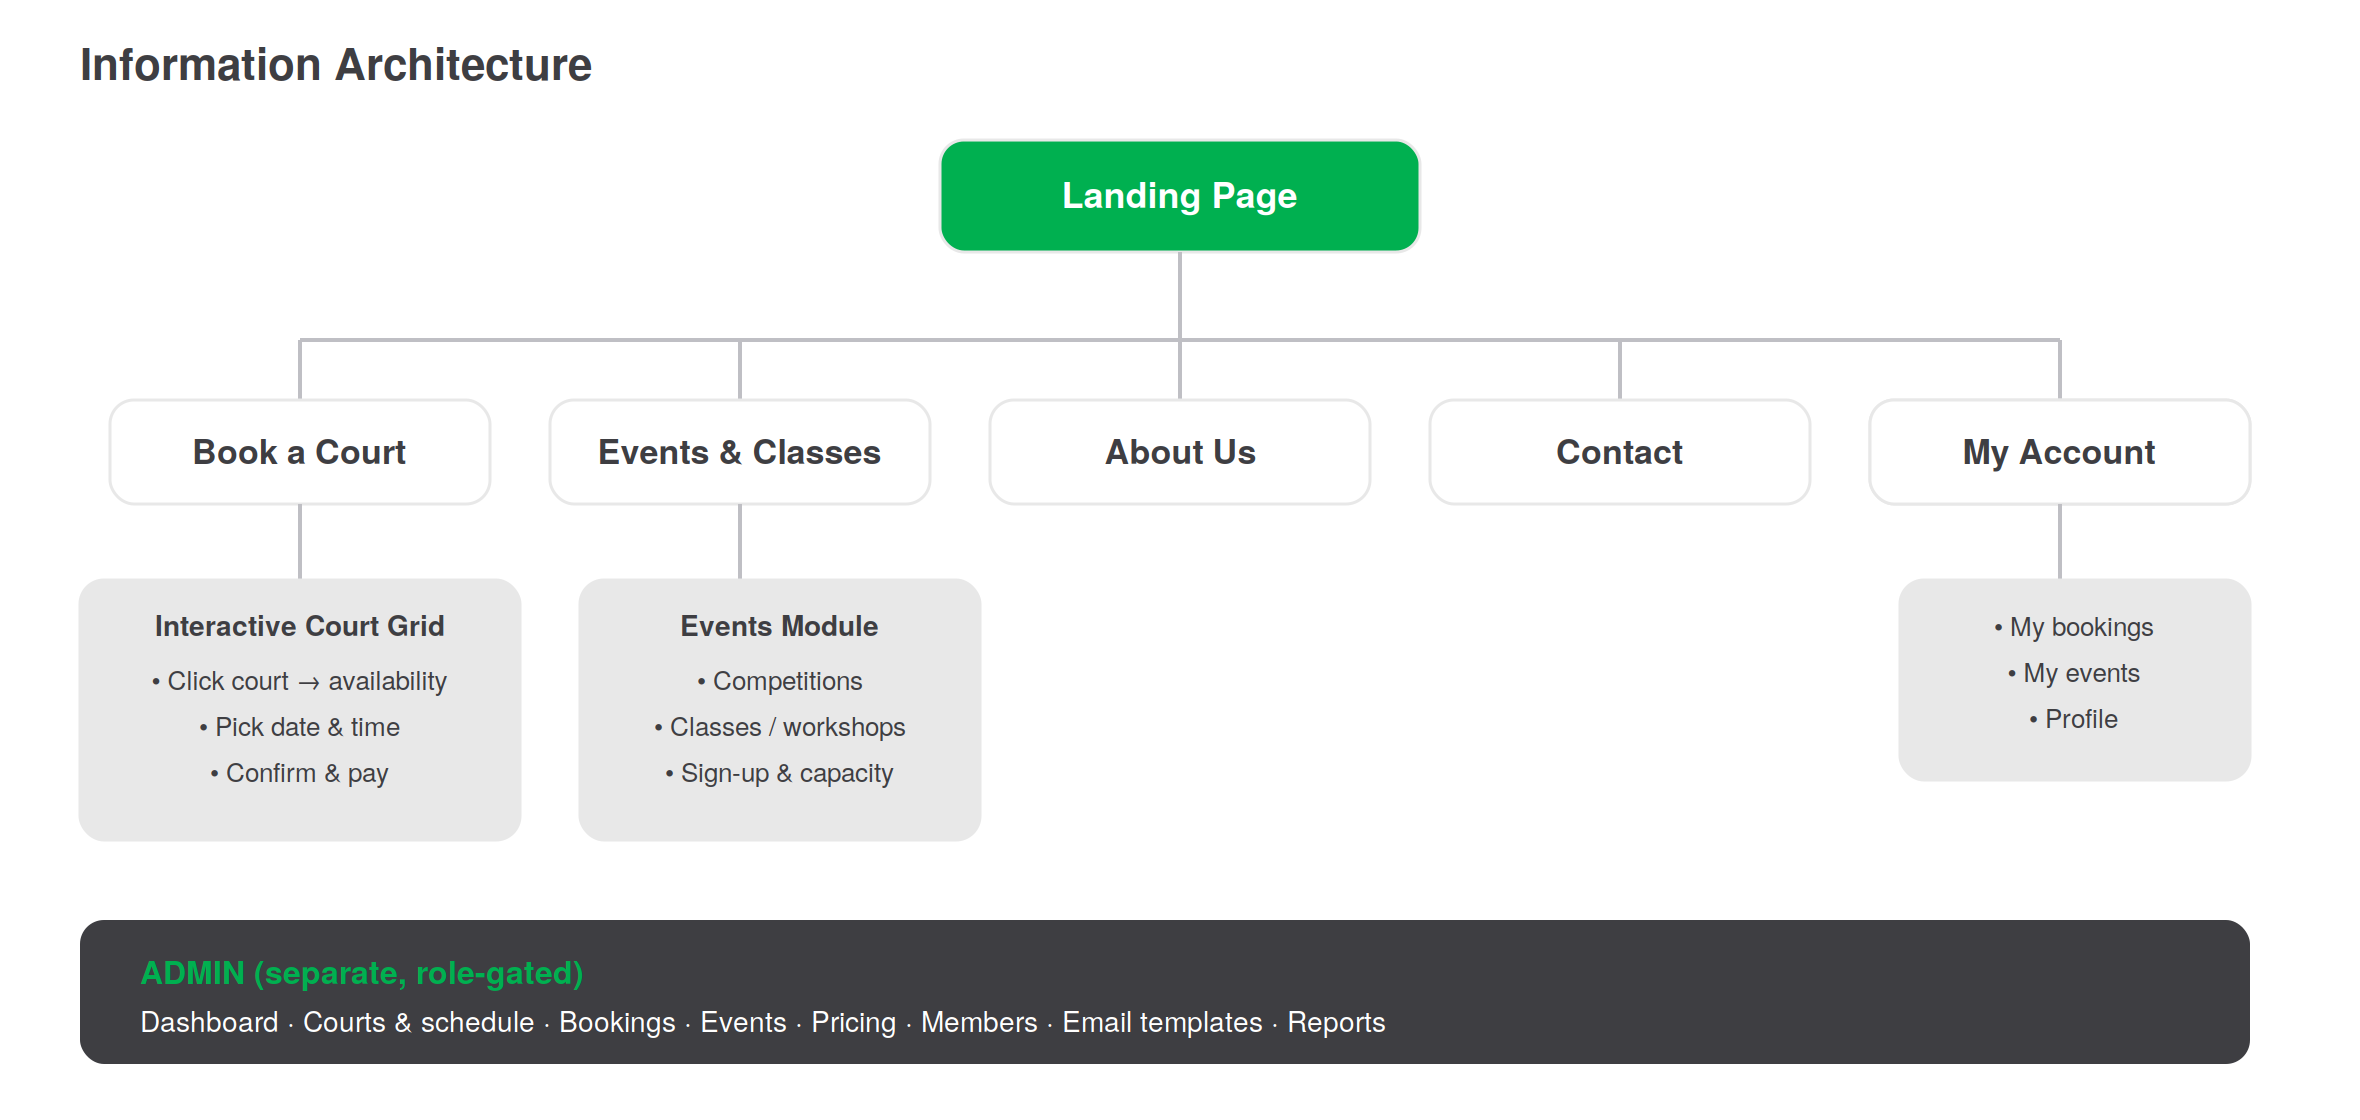 Information Architecture
Landing Page
Book a Court
Events & Classes
About Us
Contact
My Account
Interactive Court Grid
• Click court → availability
• Pick date & time
• Confirm & pay
Events Module
• Competitions
• Classes / workshops
• Sign-up & capacity
• My bookings
• My events
• Profile
ADMIN (separate, role-gated)
Dashboard · Courts & schedule · Bookings · Events · Pricing · Members · Email templates · Reports